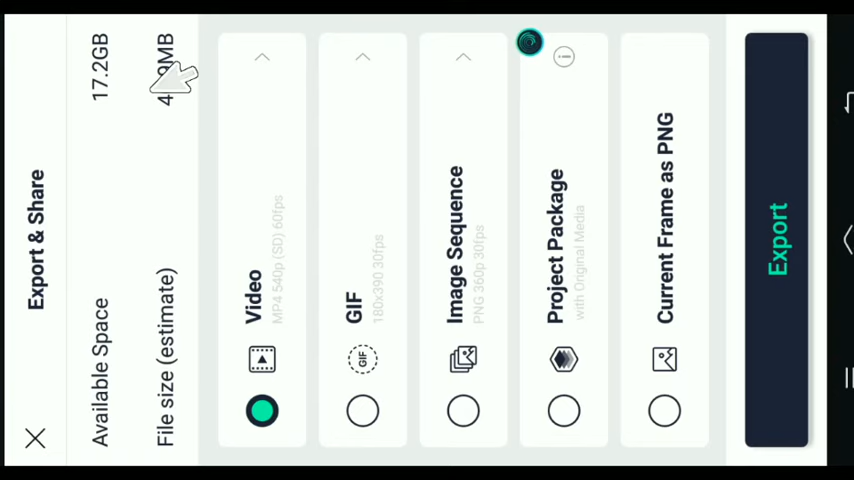 Export & Share
Available Space 17.2GB
File size (estimate)
Video
MP4 540p (SD) 60fps
GIF
GIF
180x390 30fps
Image Sequence
PNG 360p 30fps
Project Package
with Original Media
Current Frame as PNG
Export